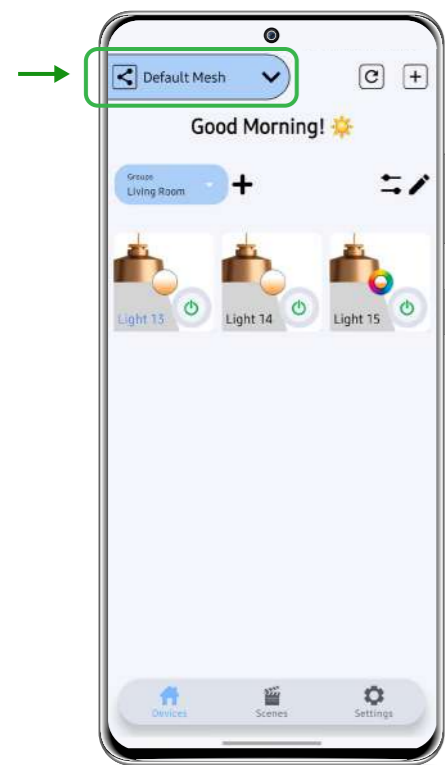 Default Mesh
Good Morning!
Groups
Living Room
Light 13
Light 14
Light 15
Devices
Scenes
Settings